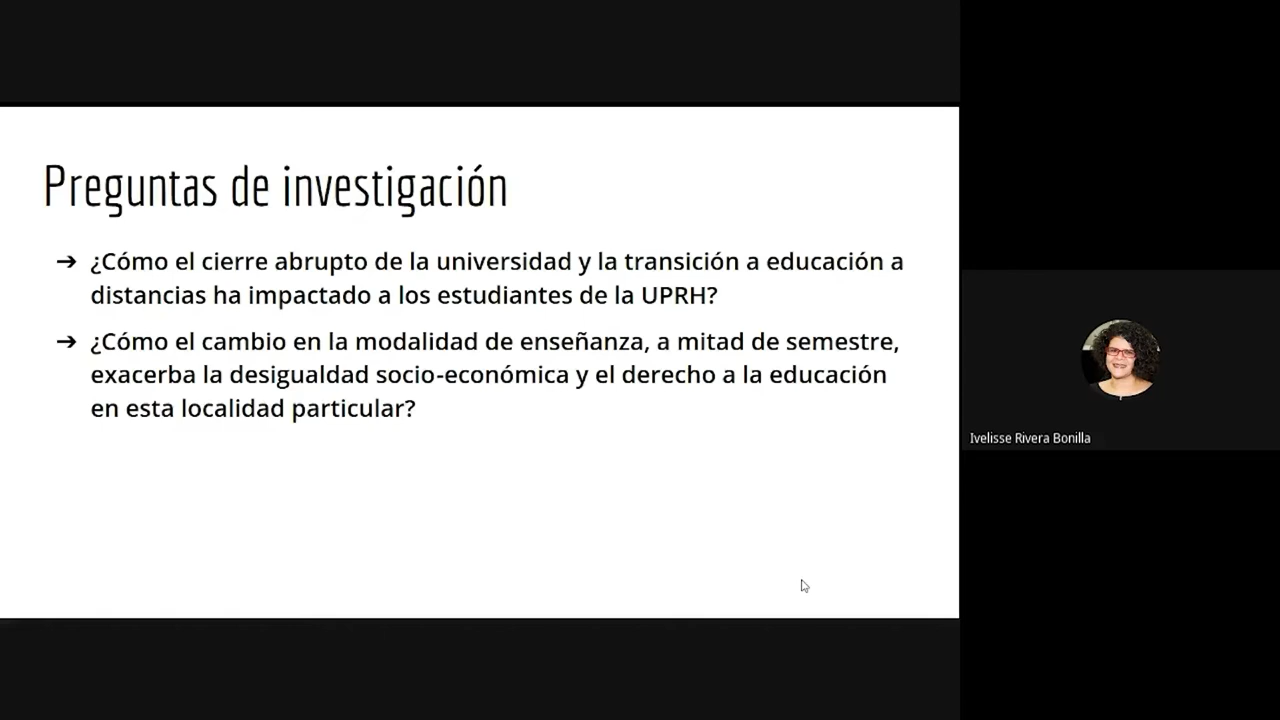 Preguntas de investigación
➔ ¿Cómo el cierre abrupto de la universidad y la transición a educación a
distancias ha impactado a los estudiantes de la UPRH?
➔ ¿Cómo el cambio en la modalidad de enseñanza, a mitad de semestre,
exacerba la desigualdad socio-económica y el derecho a la educación
en esta localidad particular?
Ivelisse Rivera Bonilla